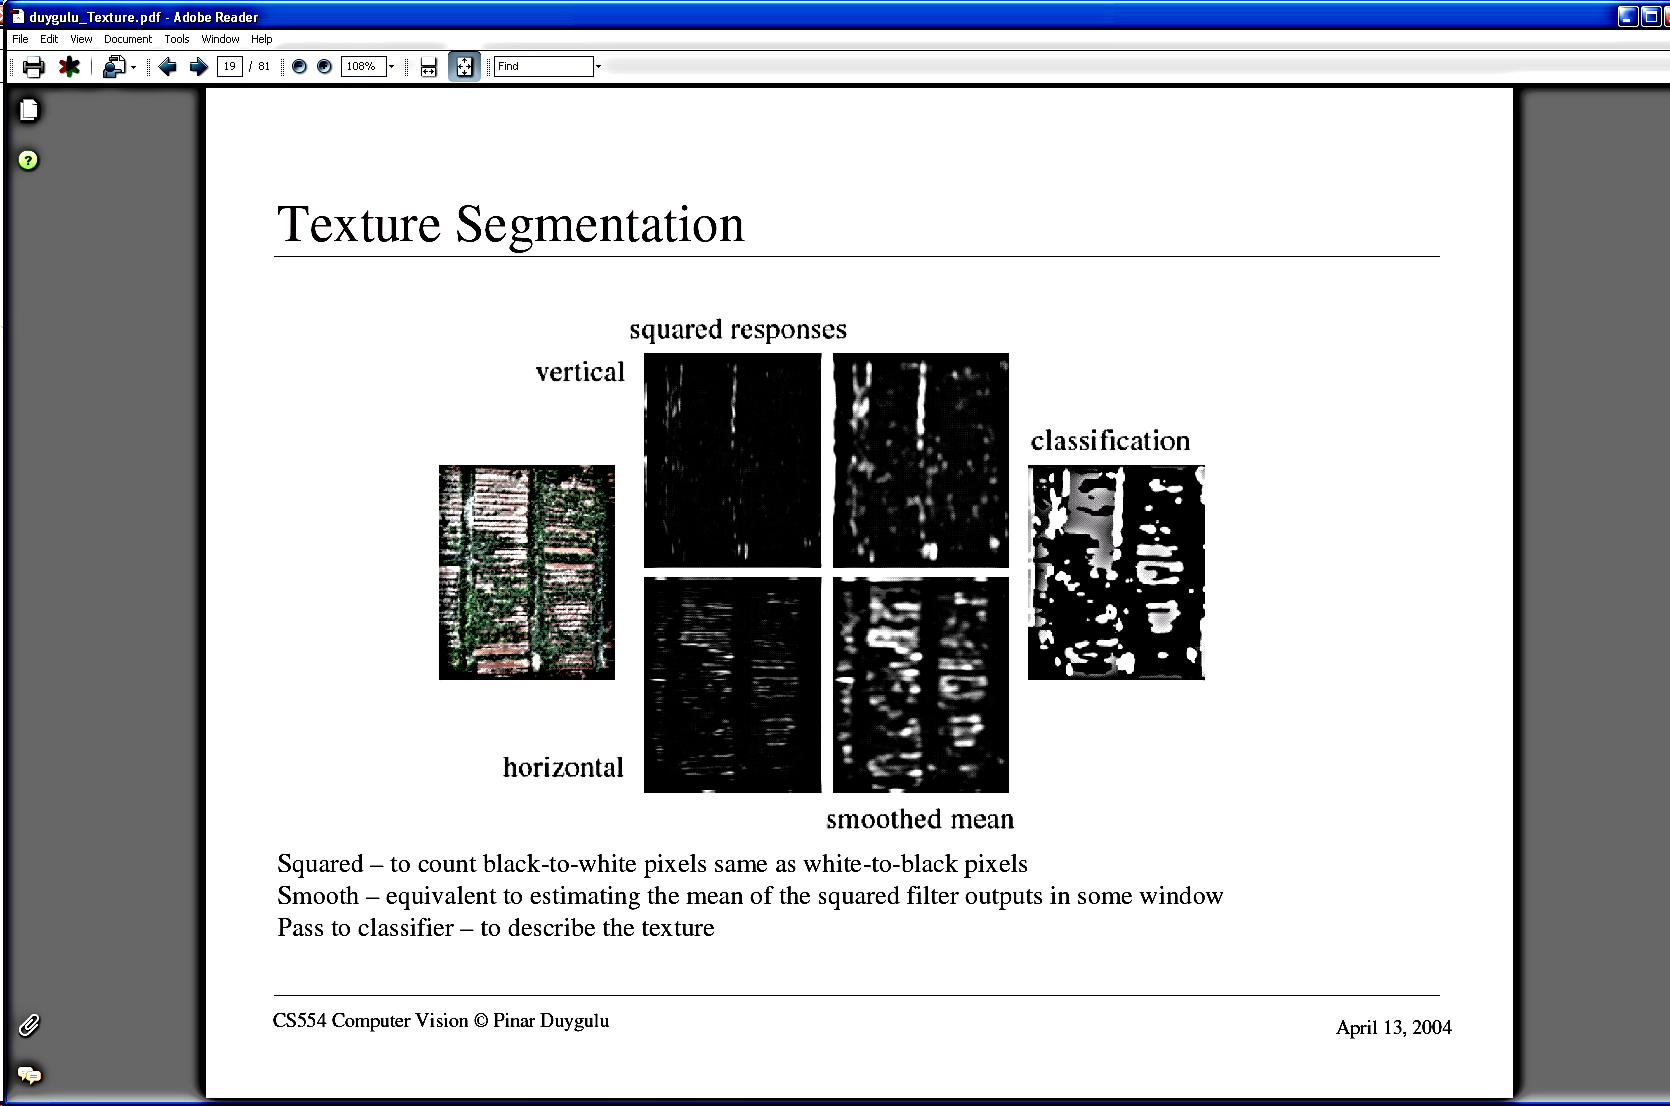 duygulu_Texture.pdf - Adobe Reader
File Edit View Document Tools Window Help
19 / 81 108% Find
Texture Segmentation
squared responses
vertical
classification
horizontal
smoothed mean
Squared – to count black-to-white pixels same as white-to-black pixels
Smooth – equivalent to estimating the mean of the squared filter outputs in some window
Pass to classifier – to describe the texture
CS554 Computer Vision © Pinar Duygulu
April 13, 2004